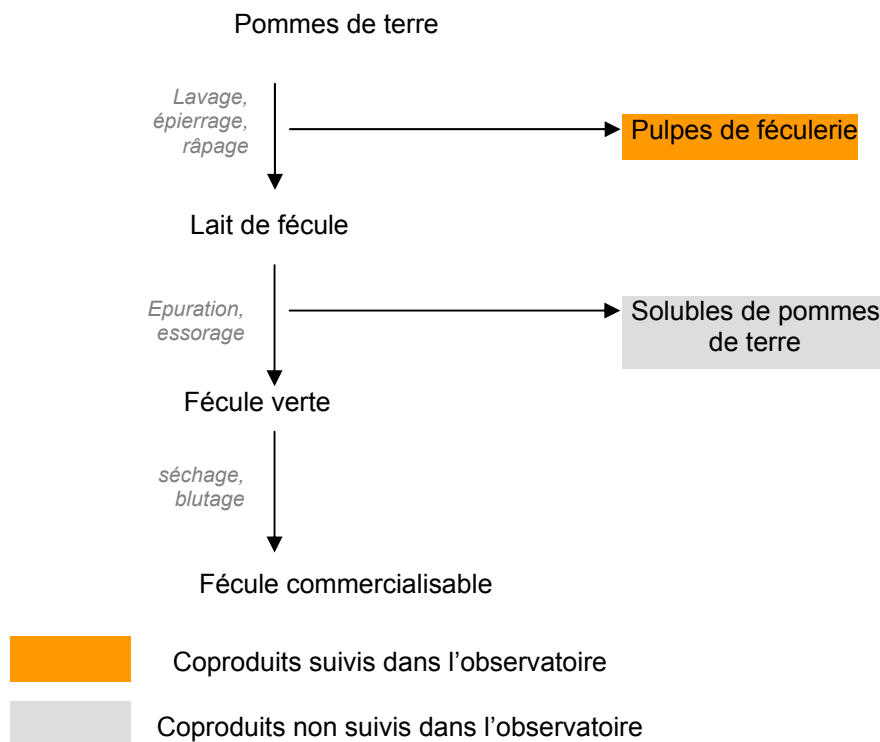 Pommes de terre
Lavage,
épierrage,
râpage
Pulpes de féculerie
Lait de fécule
Epuration,
essorage
Solubles de pommes
de terre
Fécule verte
séchage,
blutage
Fécule commercialisable
Coproduits suivis dans l’observatoire
Coproduits non suivis dans l’observatoire